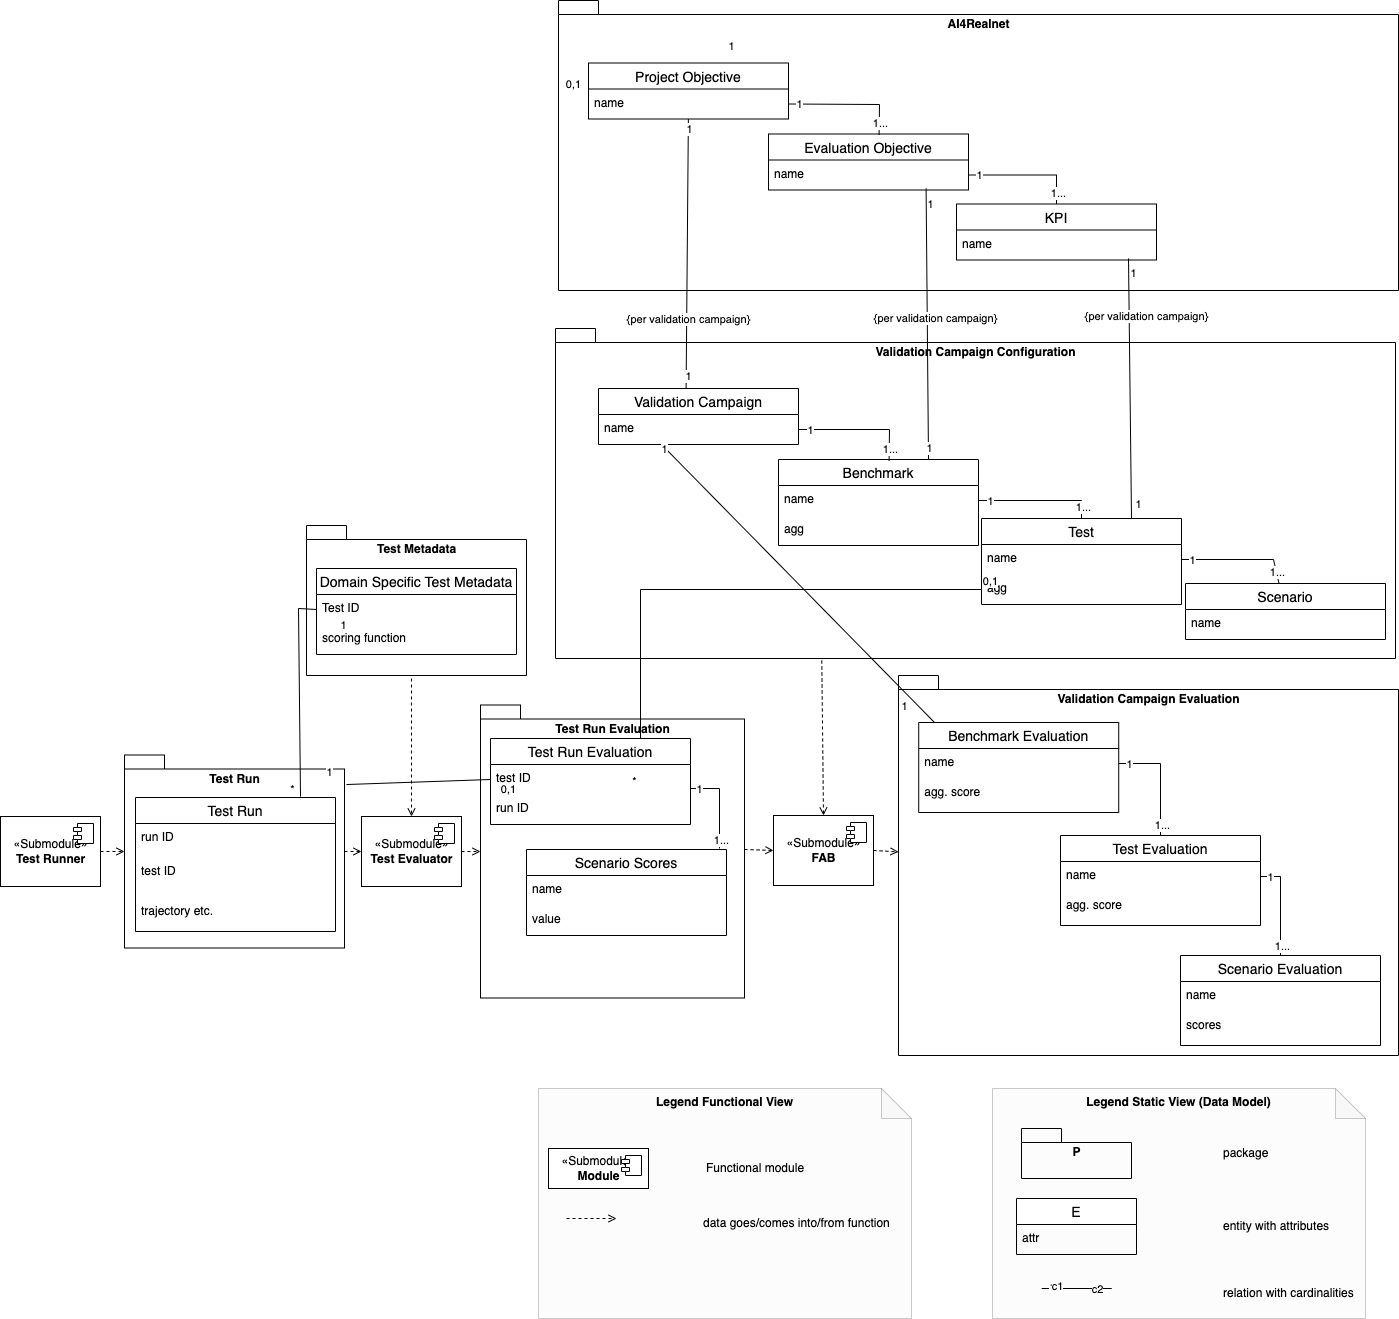 AI4Realnet
1
Project Objective
0,1
name
1
1...
1
Evaluation Objective
name
1
1...
1
KPI
name
1
{per validation campaign}
{per validation campaign}
{per validation campaign}
Validation Campaign Configuration
1
Validation Campaign
name
1
1...
1
1
Benchmark
name
agg
1
1...
1
Test
name
0,1
agg
1
1...
Scenario
name
Test Metadata
Domain Specific Test Metadata
Test ID
1
scoring function
Validation Campaign Evaluation
1
Benchmark Evaluation
name
agg. score
1
1...
Test Evaluation
name
agg. score
1
1...
Scenario Evaluation
name
scores
Test Run Evaluation
Test Run Evaluation
test ID
*
0,1
run ID
1
1...
Scenario Scores
name
value
Test Run
1
*
Test Run
run ID
test ID
trajectory etc.
«Submodule»
Test Runner
«Submodule»
Test Evaluator
«Submodule»
FAB
Legend Functional View
«Submodul
Module
Functional module
data goes/comes into/from function
Legend Static View (Data Model)
P
package
E
attr
entity with attributes
c1
c2
relation with cardinalities